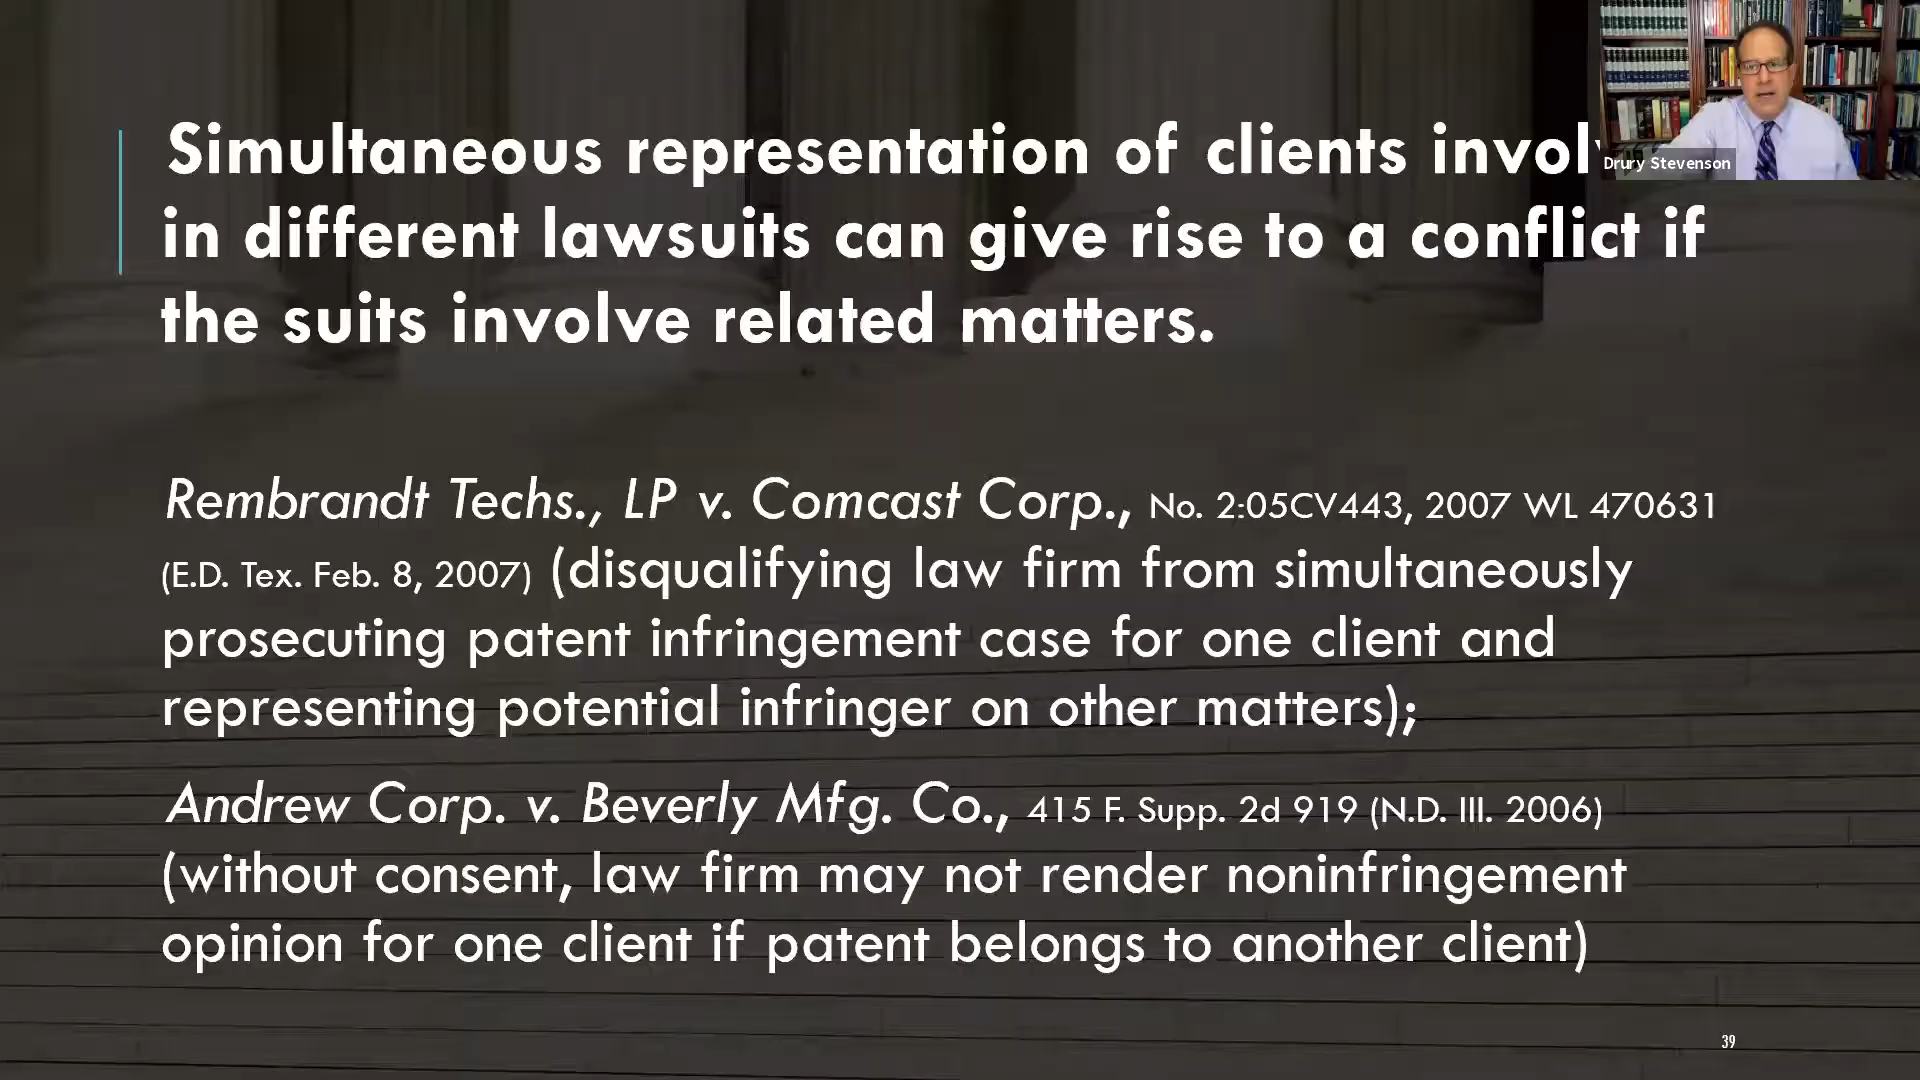 Simultaneous representation of clients
in different lawsuits can give rise to a conflict if
the suits involve related matters.
Drury Stevenson
Rembrandt Techs., LP v. Comcast Corp., No. 2:05CV443, 2007 WL 470631
(E.D. Tex. Feb. 8, 2007) (disqualifying law firm from simultaneously
prosecuting patent infringement case for one client and
representing potential infringer on other matters);
Andrew Corp. v. Beverly Mfg. Co., 415 F. Supp. 2d 919 (N.D. Ill. 2006)
(without consent, law firm may not render noninfringement
opinion for one client if patent belongs to another client)
39